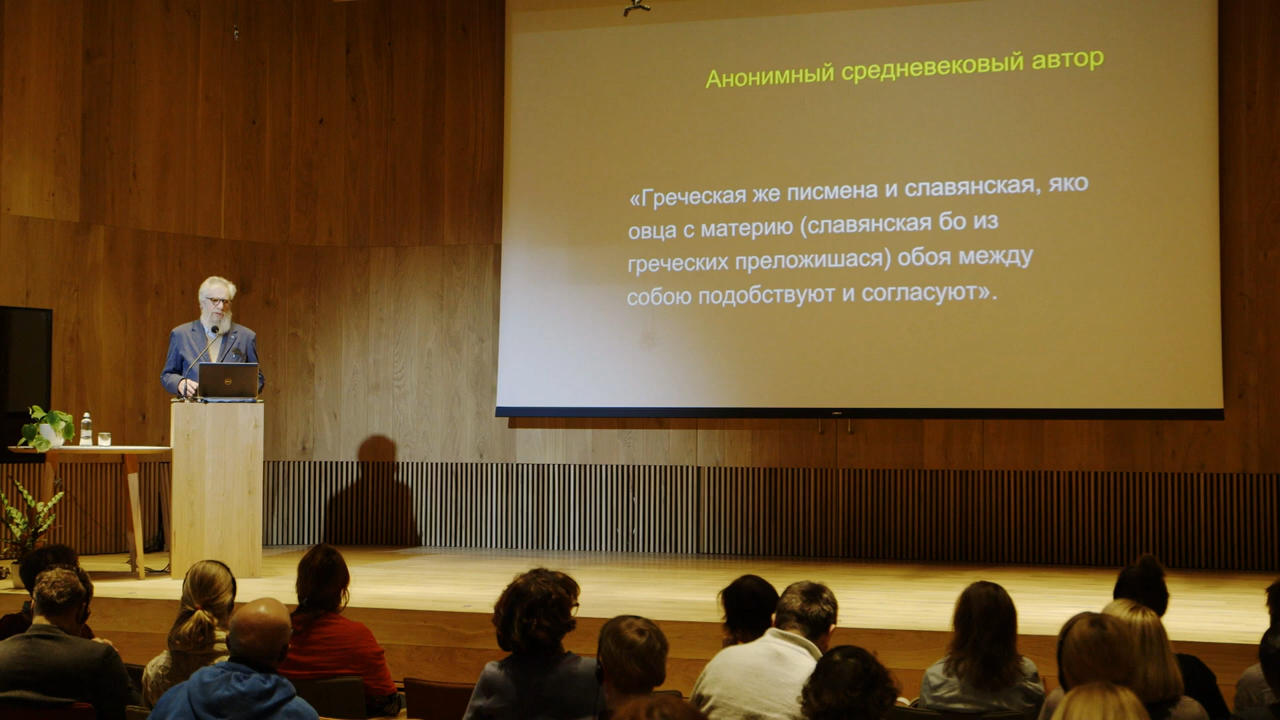 Анонимный средневековый автор
«Греческая же писмена и славянская, яко
овца с материю (славянская бо из
греческих преложишася) обоя между
собою подобствуют и согласуют».